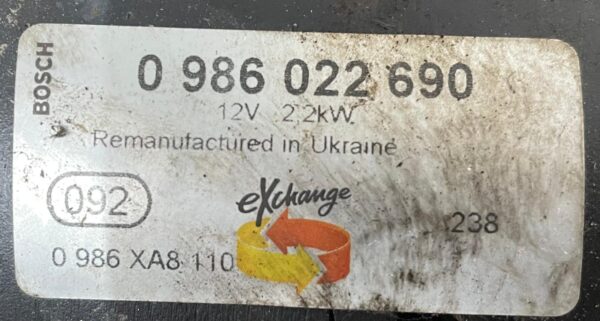 BOSCH
0 986 022 690
12V 2.2kW
Remanufactured in Ukraine
092
eXchange
238
0 986 XA8 110